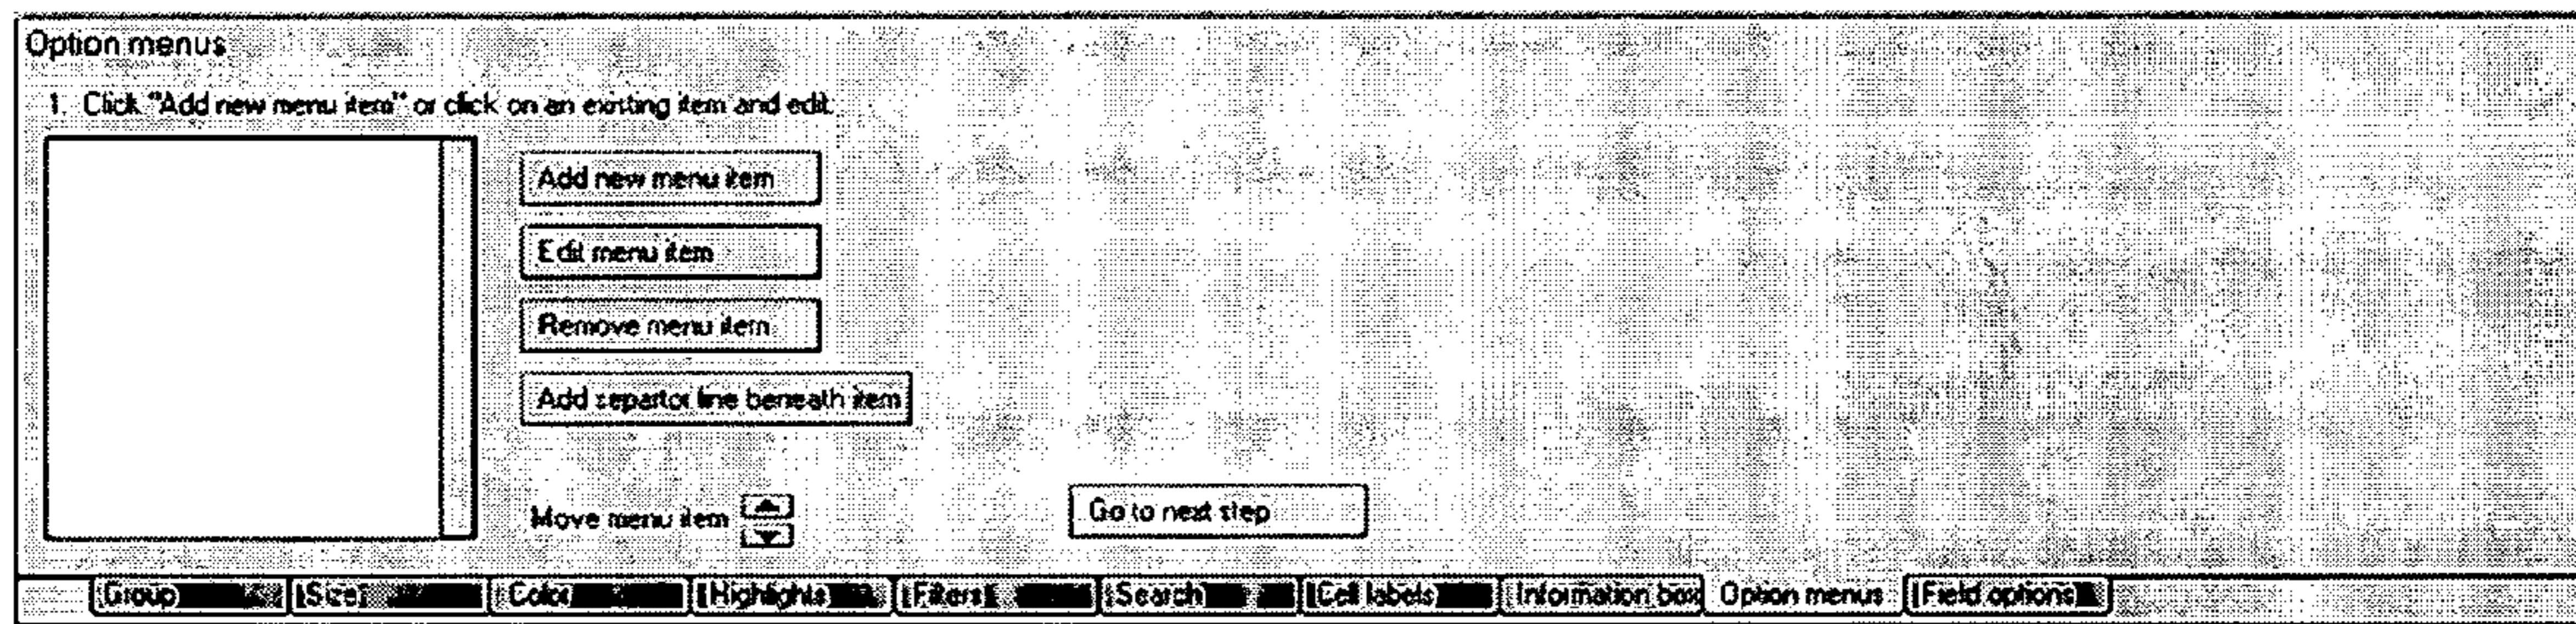 Option menus
1. Click "Add new menu item" or click on an existing item and edit.
Add new menu item
Edit menu item
Remove menu item
Add separtor line beneath item
Move menu item
Go to next step
Group Size Color Highlights Filters Search Cell labels Information box Option menus Field options